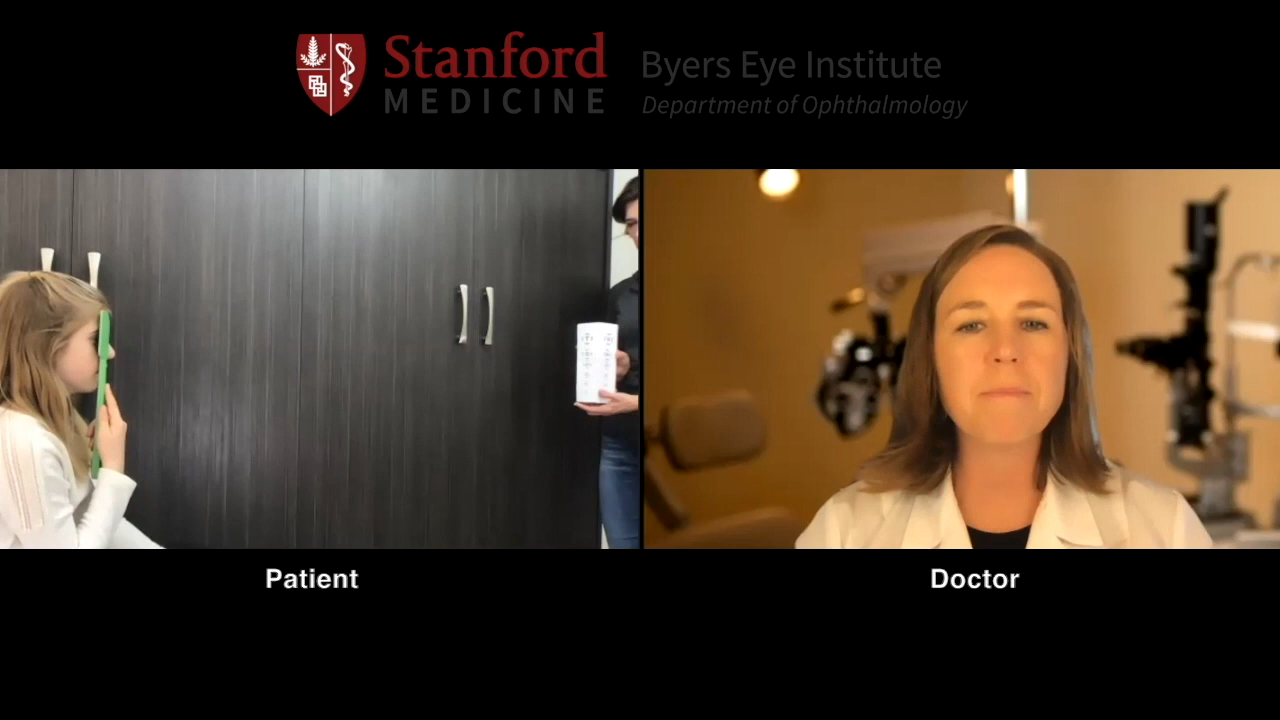 Stanford
MEDICINE
Byers Eye Institute
Department of Ophthalmology
Patient
Doctor